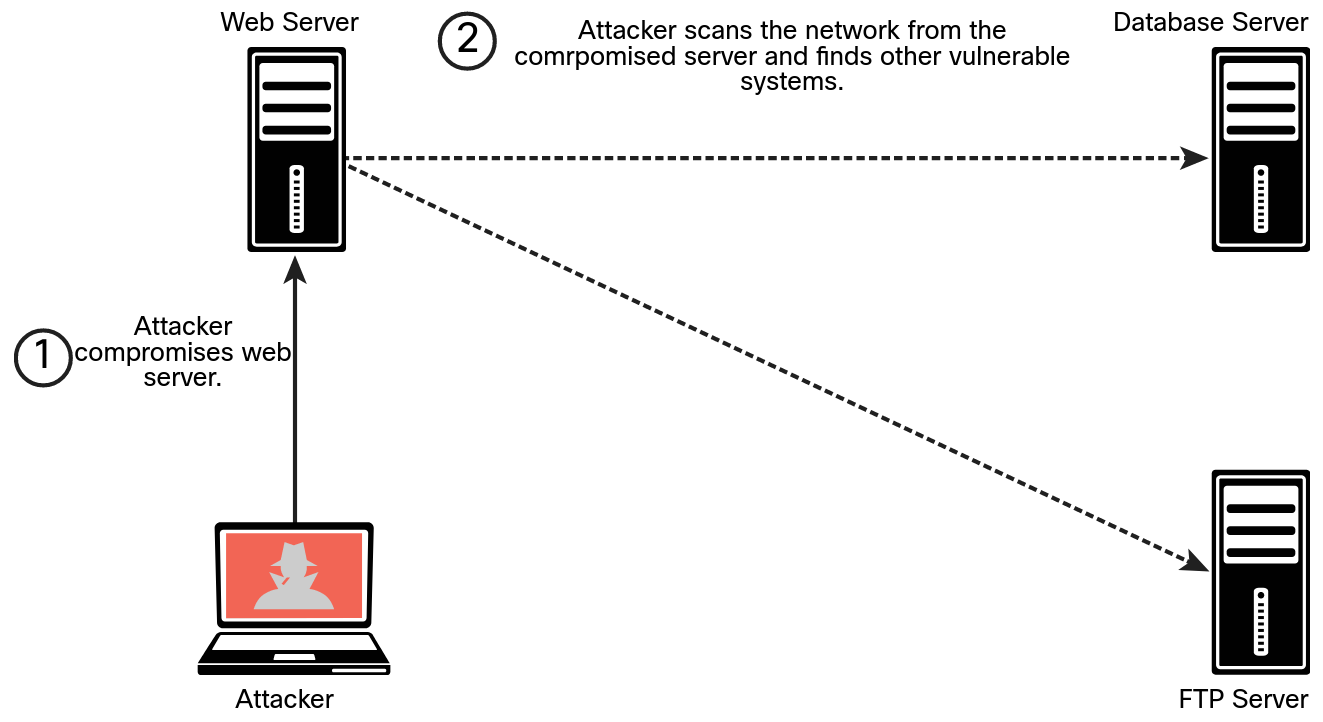 Web Server
2
Attacker scans the network from the
comrpomised server and finds other vulnerable
systems.
Database Server
1
Attacker
compromises web
server.
Attacker
FTP Server